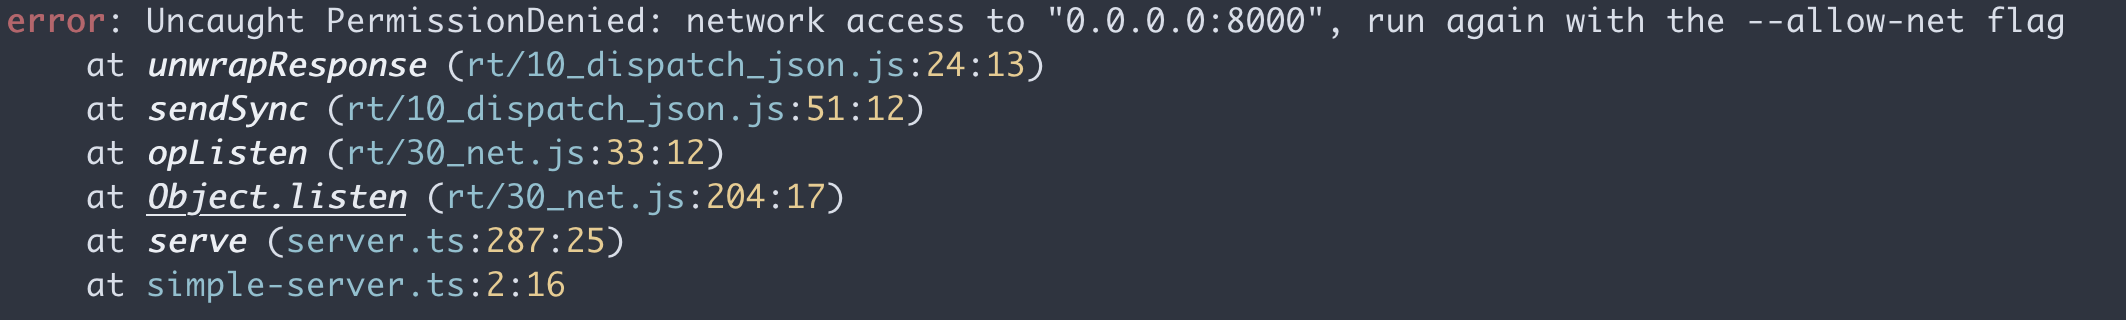 error: Uncaught PermissionDenied: network access to "0.0.0.0:8000", run again with the --allow-net flag
    at unwrapResponse (rt/10_dispatch_json.js:24:13)
    at sendSync (rt/10_dispatch_json.js:51:12)
    at opListen (rt/30_net.js:33:12)
    at Object.listen (rt/30_net.js:204:17)
    at serve (server.ts:287:25)
    at simple-server.ts:2:16